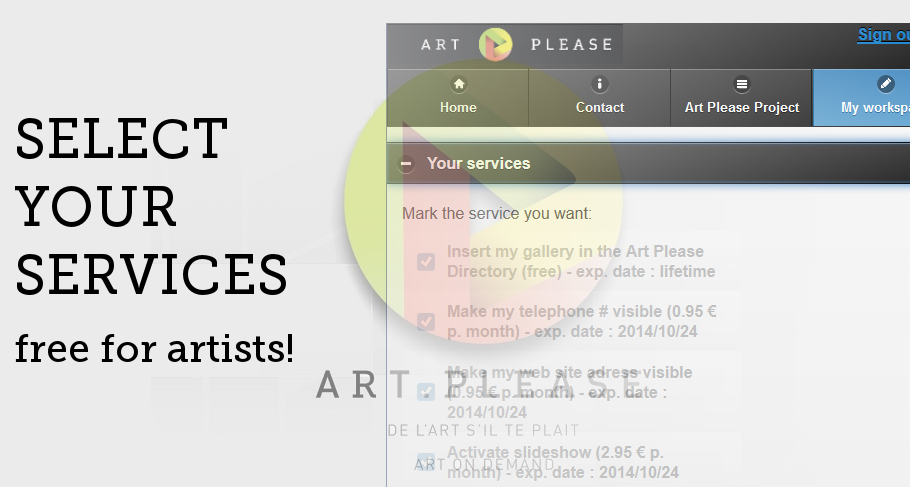 SELECT
YOUR
SERVICES
free for artists!
ART PLEASE
Sign ou
Home
Contact
Art Please Project
My workspa
Your services
Mark the service you want:
Insert my gallery in the Art Please
Directory (free) - exp. date : lifetime
Make my telephone # visible (0.95 €
p. month) - exp. date : 2014/10/24
Make my web site adress visible
(0.95 € p. month) - exp. date :
2014/10/24
Activate slideshow (2.95 € p.
month) - exp. date : 2014/10/24
ART.PLEASE
DE L'ART S'IL TE PLAIT
ART ON DEMAND